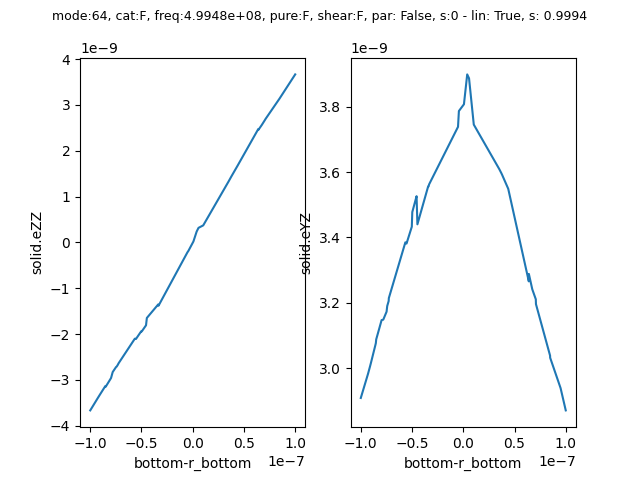 mode:64, cat:F, freq:4.9948e+08, pure:F, shear:F, par: False, s:0 - lin: True, s: 0.9994
1e−9
4
3
2
1
0
−1
−2
−3
−4
solid.eZZ
−1.0 −0.5 0.0 0.5 1.0
bottom-r_bottom 1e−7
1e−9
3.8
3.6
3.4
3.2
3.0
solid.eYZ
−1.0 −0.5 0.0 0.5 1.0
bottom-r_bottom 1e−7